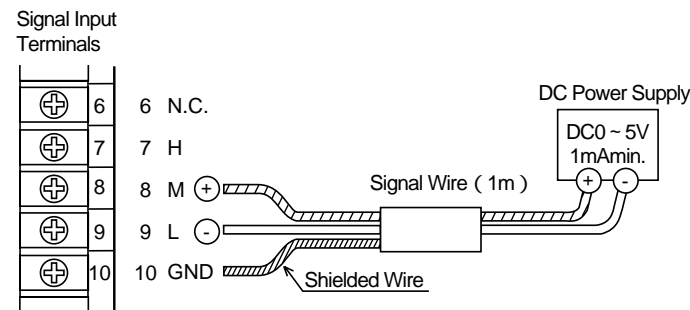 Signal Input
Terminals
DC Power Supply
DC0 ~ 5V
1mAmin.
+ -
6 6 N.C.
7 7 H
8 8 M +
Signal Wire ( 1m )
9 9 L -
10 10 GND
Shielded Wire